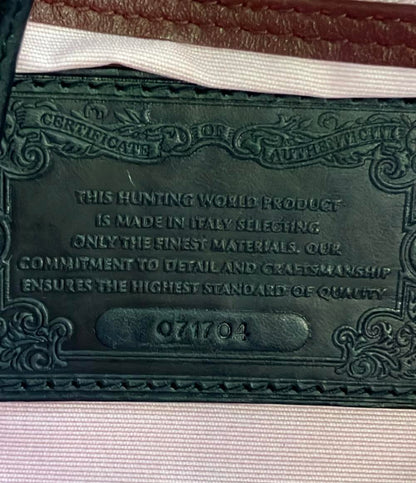 CERTIFICATE OF AUTHENTICITY
THIS HUNTING WORLD PRODUCT
IS MADE IN ITALY SELECTING
ONLY THE FINEST MATERIALS. OUR
COMMITMENT TO DETAIL AND CRAFTSMANSHIP
ENSURES THE HIGHEST STANDARD OF QUALITY
071704